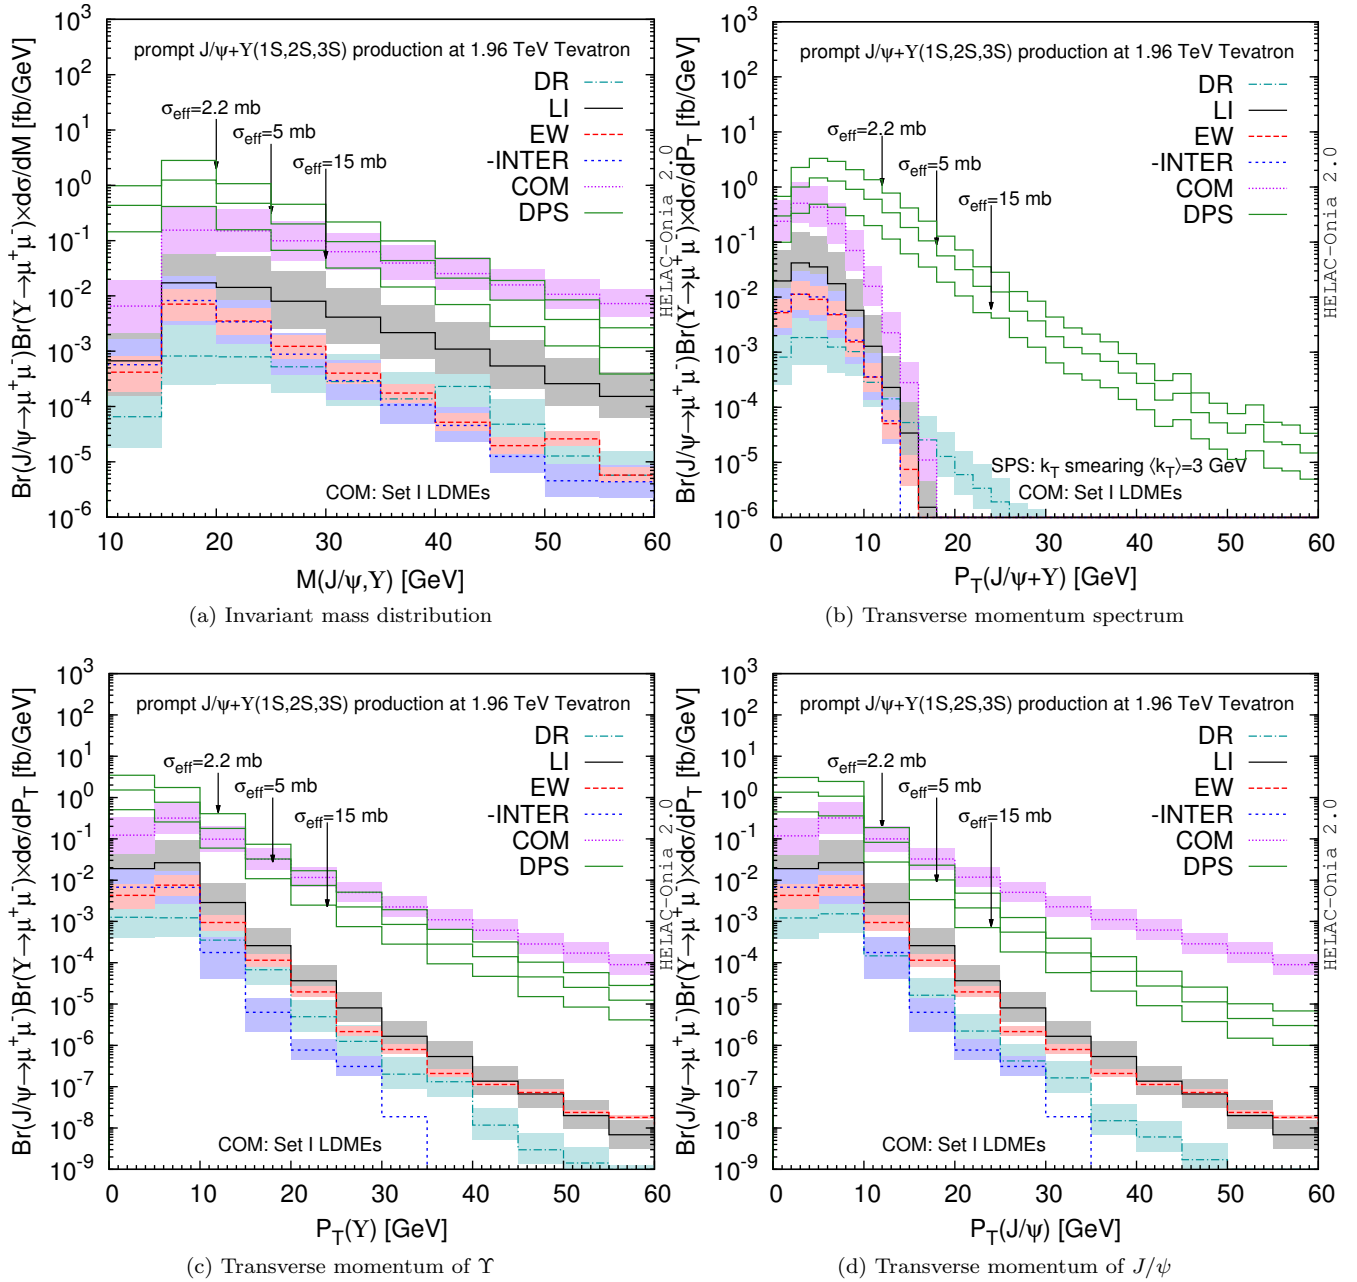 prompt J/ψ+Υ(1S,2S,3S) production at 1.96 TeV Tevatron
DR
LI
EW
-INTER
COM
DPS
σeff=2.2 mb
σeff=5 mb
σeff=15 mb
COM: Set I LDMEs
Br(J/ψ→μ⁺μ⁻)Br(Υ→μ⁺μ⁻)×dσ/dM [fb/GeV]
10³
10²
10¹
10⁰
10⁻¹
10⁻²
10⁻³
10⁻⁴
10⁻⁵
10⁻⁶
10 20 30 40 50 60
M(J/ψ,Υ) [GeV]
HELAC-Onia 2.0
(a) Invariant mass distribution
prompt J/ψ+Υ(1S,2S,3S) production at 1.96 TeV Tevatron
DR
LI
EW
-INTER
COM
DPS
σeff=2.2 mb
σeff=5 mb
σeff=15 mb
SPS: kT smearing ⟨kT⟩=3 GeV
COM: Set I LDMEs
Br(J/ψ→μ⁺μ⁻)Br(Υ→μ⁺μ⁻)×dσ/dPT [fb/GeV]
10³
10²
10¹
10⁰
10⁻¹
10⁻²
10⁻³
10⁻⁴
10⁻⁵
10⁻⁶
0 10 20 30 40 50 60
PT(J/ψ+Υ) [GeV]
HELAC-Onia 2.0
(b) Transverse momentum spectrum
prompt J/ψ+Υ(1S,2S,3S) production at 1.96 TeV Tevatron
DR
LI
EW
-INTER
COM
DPS
σeff=2.2 mb
σeff=5 mb
σeff=15 mb
COM: Set I LDMEs
Br(J/ψ→μ⁺μ⁻)Br(Υ→μ⁺μ⁻)×dσ/dPT [fb/GeV]
10³
10²
10¹
10⁰
10⁻¹
10⁻²
10⁻³
10⁻⁴
10⁻⁵
10⁻⁶
10⁻⁷
10⁻⁸
10⁻⁹
0 10 20 30 40 50 60
PT(Υ) [GeV]
HELAC-Onia 2.0
(c) Transverse momentum of Υ
prompt J/ψ+Υ(1S,2S,3S) production at 1.96 TeV Tevatron
DR
LI
EW
-INTER
COM
DPS
σeff=2.2 mb
σeff=5 mb
σeff=15 mb
COM: Set I LDMEs
Br(J/ψ→μ⁺μ⁻)Br(Υ→μ⁺μ⁻)×dσ/dPT [fb/GeV]
10³
10²
10¹
10⁰
10⁻¹
10⁻²
10⁻³
10⁻⁴
10⁻⁵
10⁻⁶
10⁻⁷
10⁻⁸
10⁻⁹
0 10 20 30 40 50 60
PT(J/ψ) [GeV]
HELAC-Onia 2.0
(d) Transverse momentum of J/ψ